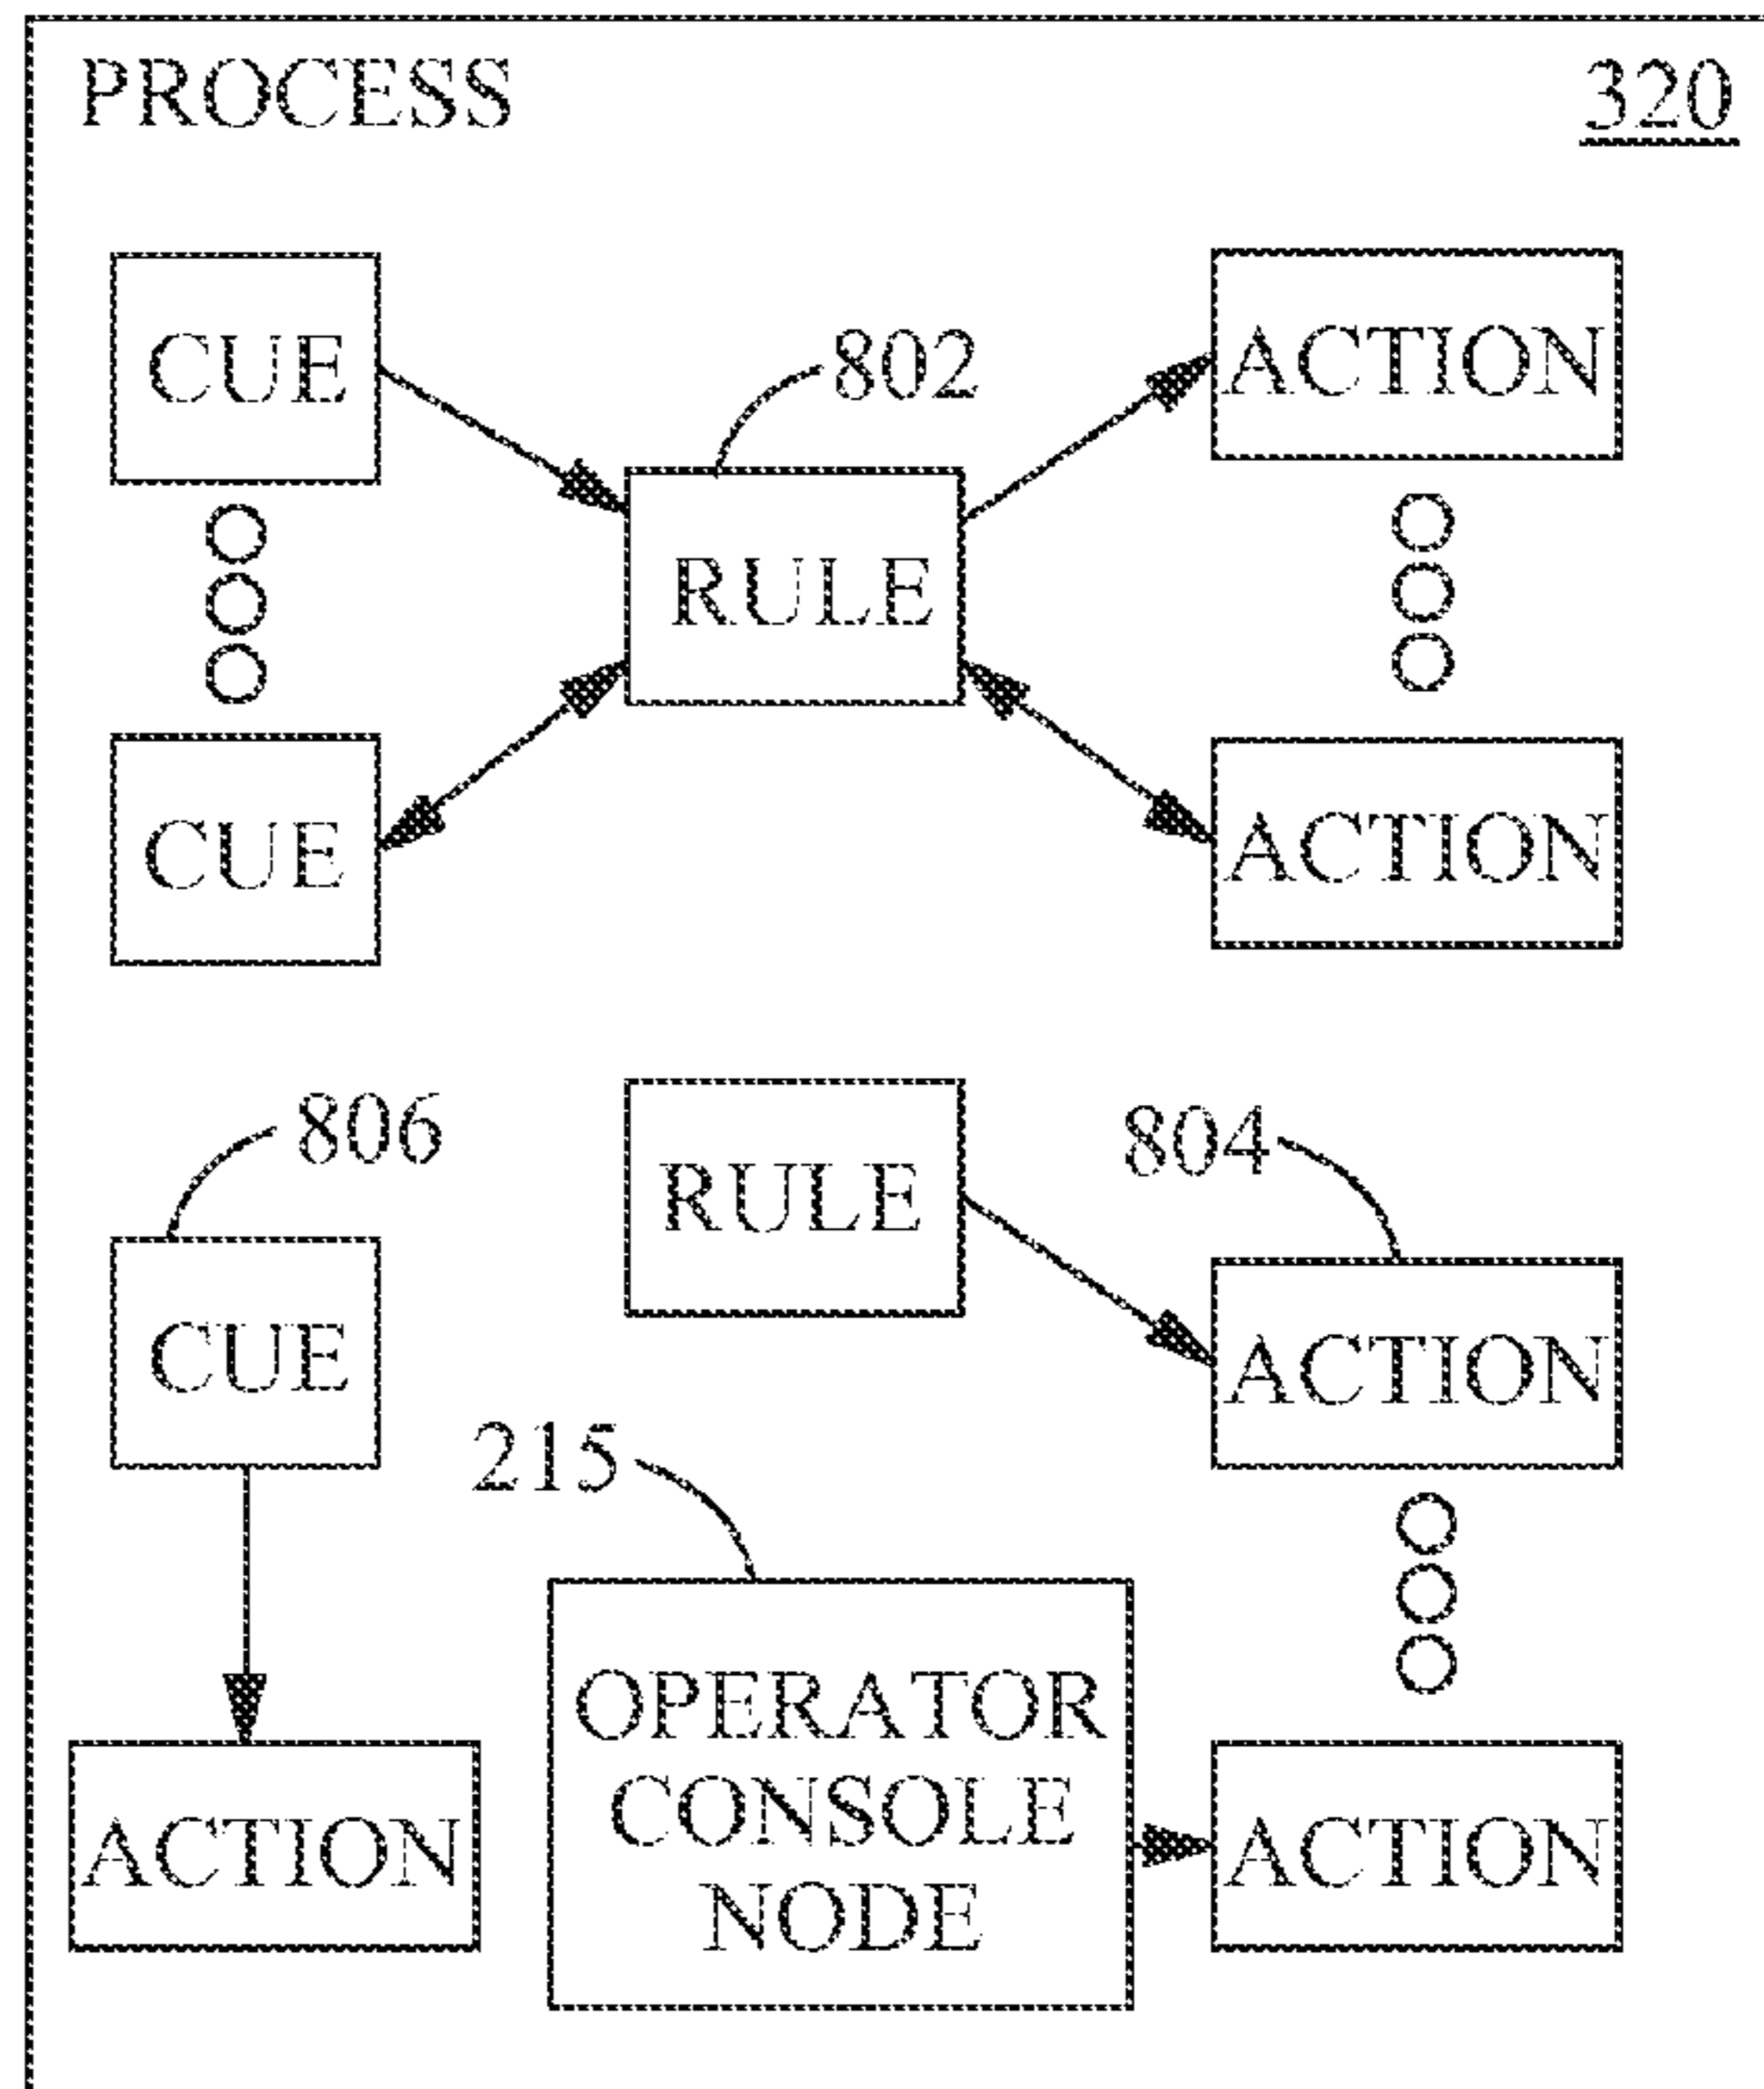 PROCESS 320
CUE
802
ACTION
RULE
CUE
ACTION
806
RULE
804
CUE
ACTION
215
OPERATOR
CONSOLE
NODE
ACTION
ACTION